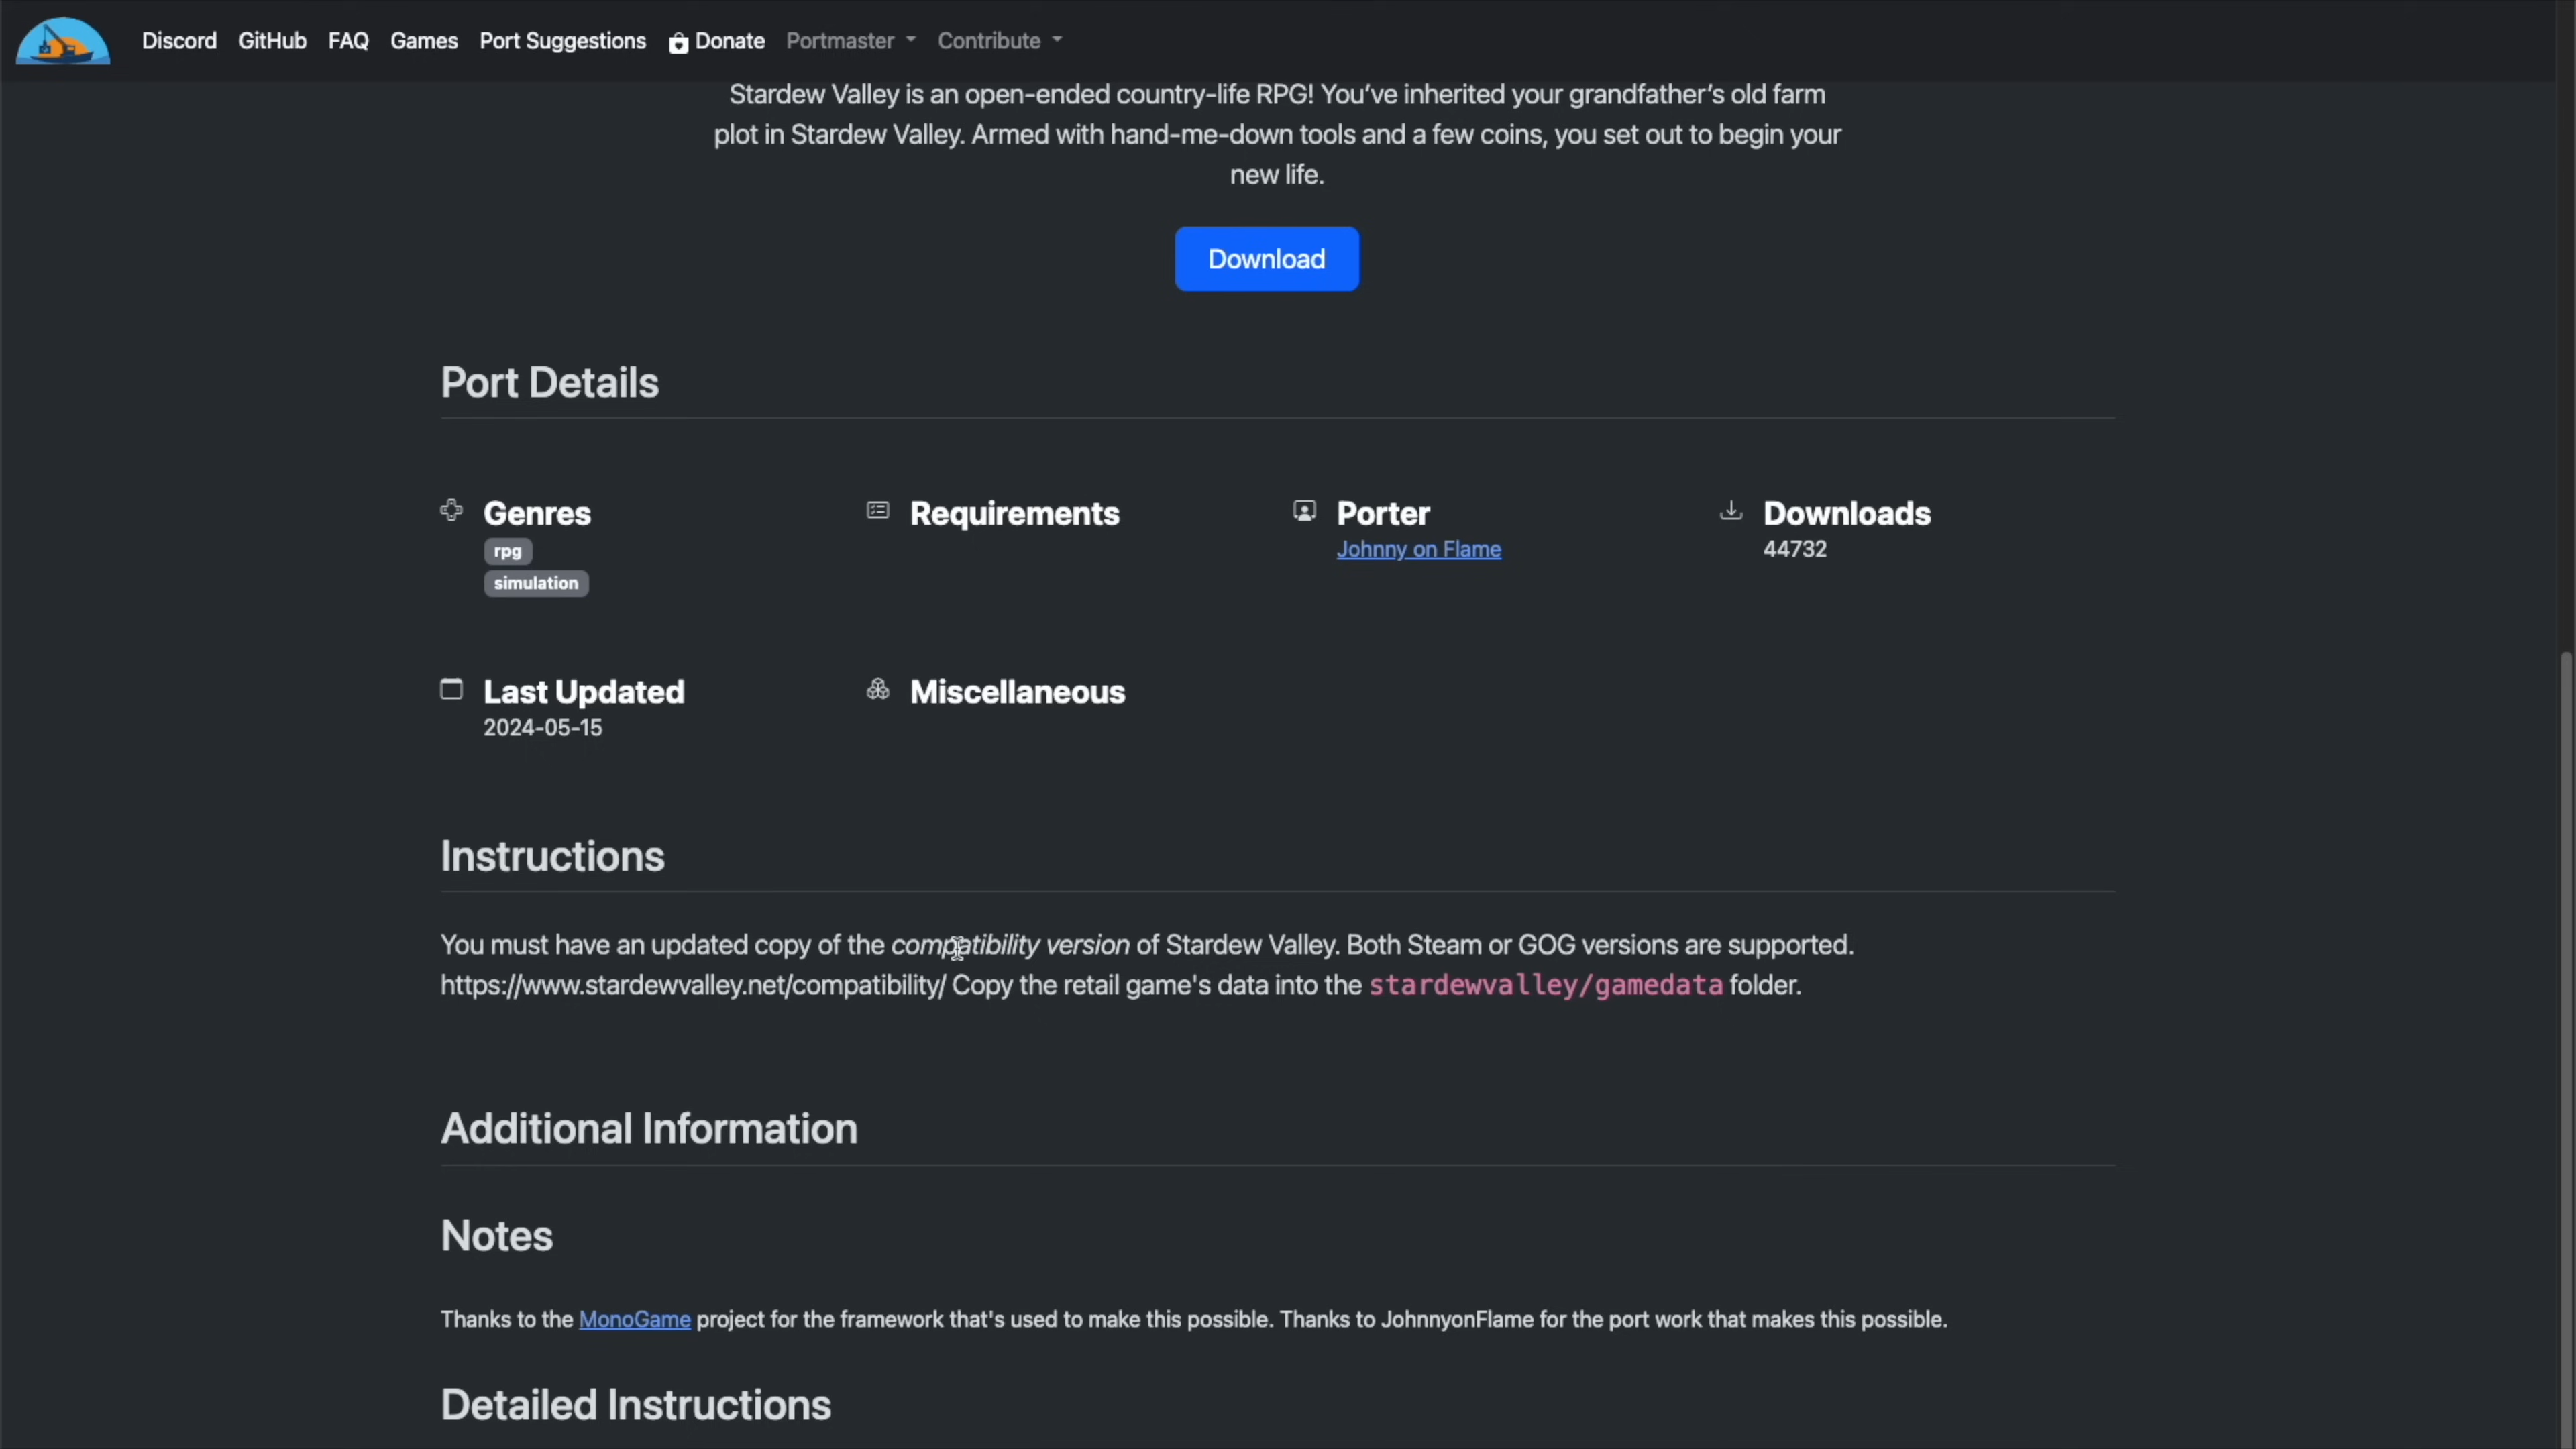 Discord GitHub FAQ Games Port Suggestions Donate Portmaster Contribute
Stardew Valley is an open-ended country-life RPG! You’ve inherited your grandfather’s old farm
plot in Stardew Valley. Armed with hand-me-down tools and a few coins, you set out to begin your
new life.
Download
Port Details
Genres
rpg
simulation
Requirements
Porter
Johnny on Flame
Downloads
44732
Last Updated
2024-05-15
Miscellaneous
Instructions
You must have an updated copy of the compatibility version of Stardew Valley. Both Steam or GOG versions are supported.
https://www.stardewvalley.net/compatibility/ Copy the retail game's data into the stardewvalley/gamedata folder.
Additional Information
Notes
Thanks to the MonoGame project for the framework that's used to make this possible. Thanks to JohnnyonFlame for the port work that makes this possible.
Detailed Instructions